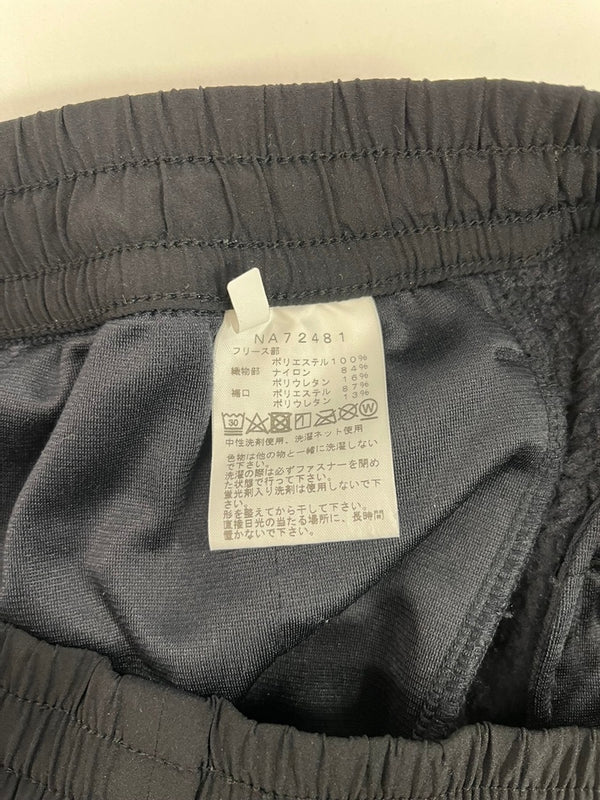 NA72481
フリース部
ポリエステル100%
織物部 ナイロン 84%
ポリウレタン 16%
裾口 ポリエステル 87%
ポリウレタン 13%
30 W
中性洗剤使用、洗濯ネット使用
色物は他の物と一緒に洗濯しない
で下さい。
洗濯の際は必ずファスナーを閉め
た状態で行って下さい。
蛍光剤入り洗剤は使用しないで下
さい。
形を整えてから干して下さい。
直接日光の当たる場所に、長時間
置かないで下さい。